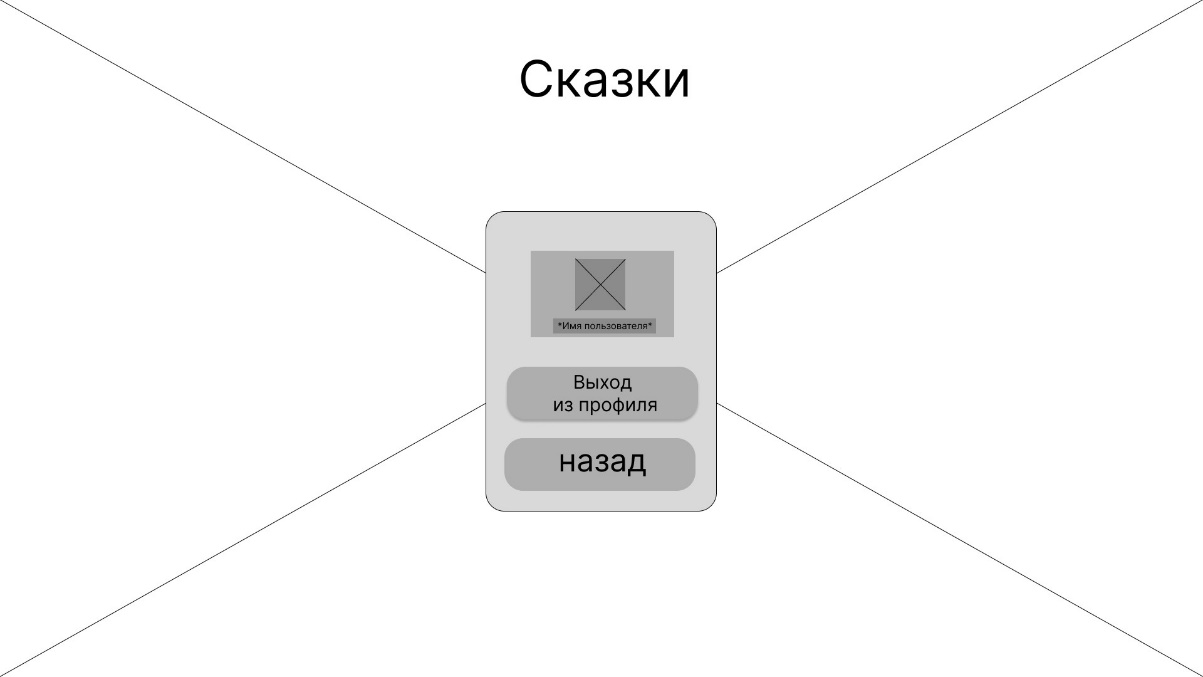 Сказки
*Имя пользователя*
Выход
из профиля
назад